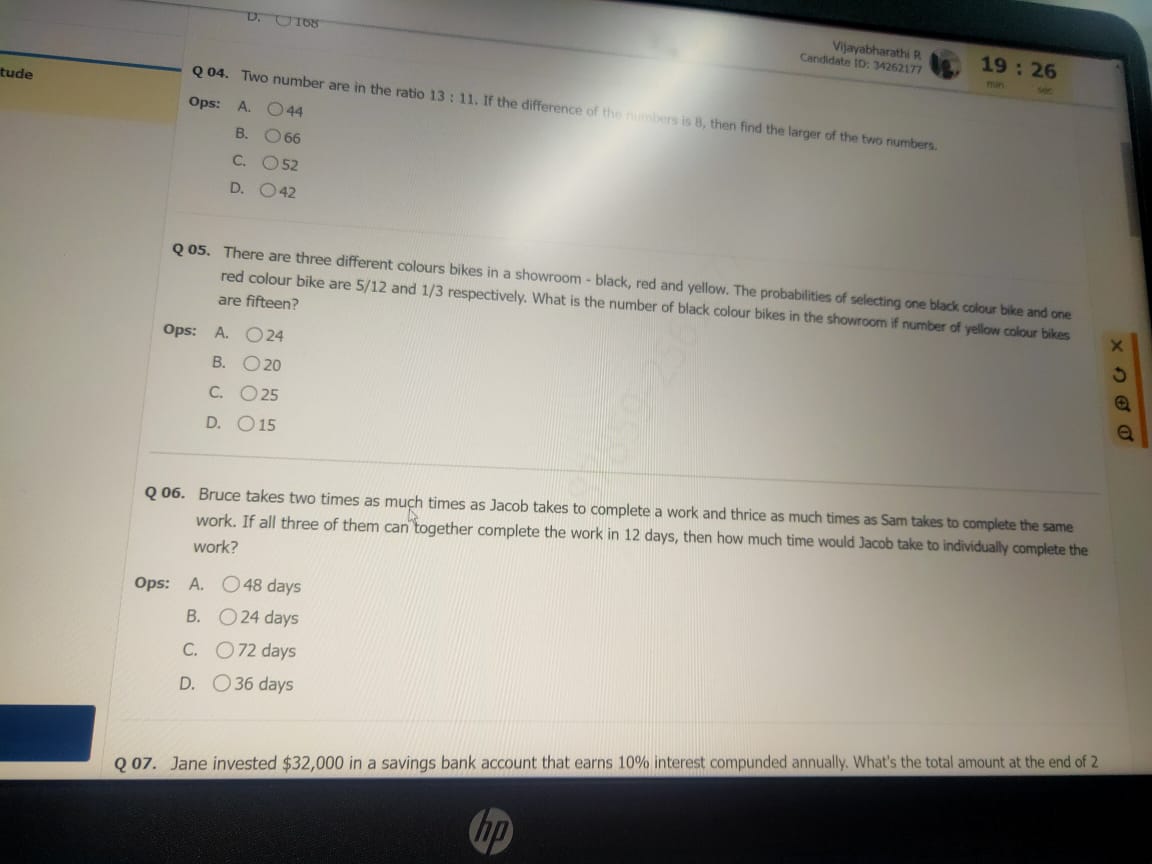 D. 168
Vijayabharathi R
Candidate ID: 34262177
19 : 26
min sec
tude
Q 04. Two number are in the ratio 13 : 11. If the difference of the numbers is 8, then find the larger of the two numbers.
Ops: A. 44
B. 66
C. 52
D. 42
Q 05. There are three different colours bikes in a showroom - black, red and yellow. The probabilities of selecting one black colour bike and one
red colour bike are 5/12 and 1/3 respectively. What is the number of black colour bikes in the showroom if number of yellow colour bikes
are fifteen?
Ops: A. 24
B. 20
C. 25
D. 15
Q 06. Bruce takes two times as much times as Jacob takes to complete a work and thrice as much times as Sam takes to complete the same
work. If all three of them can together complete the work in 12 days, then how much time would Jacob take to individually complete the
work?
Ops: A. 48 days
B. 24 days
C. 72 days
D. 36 days
Q 07. Jane invested $32,000 in a savings bank account that earns 10% interest compunded annually. What's the total amount at the end of 2
hp